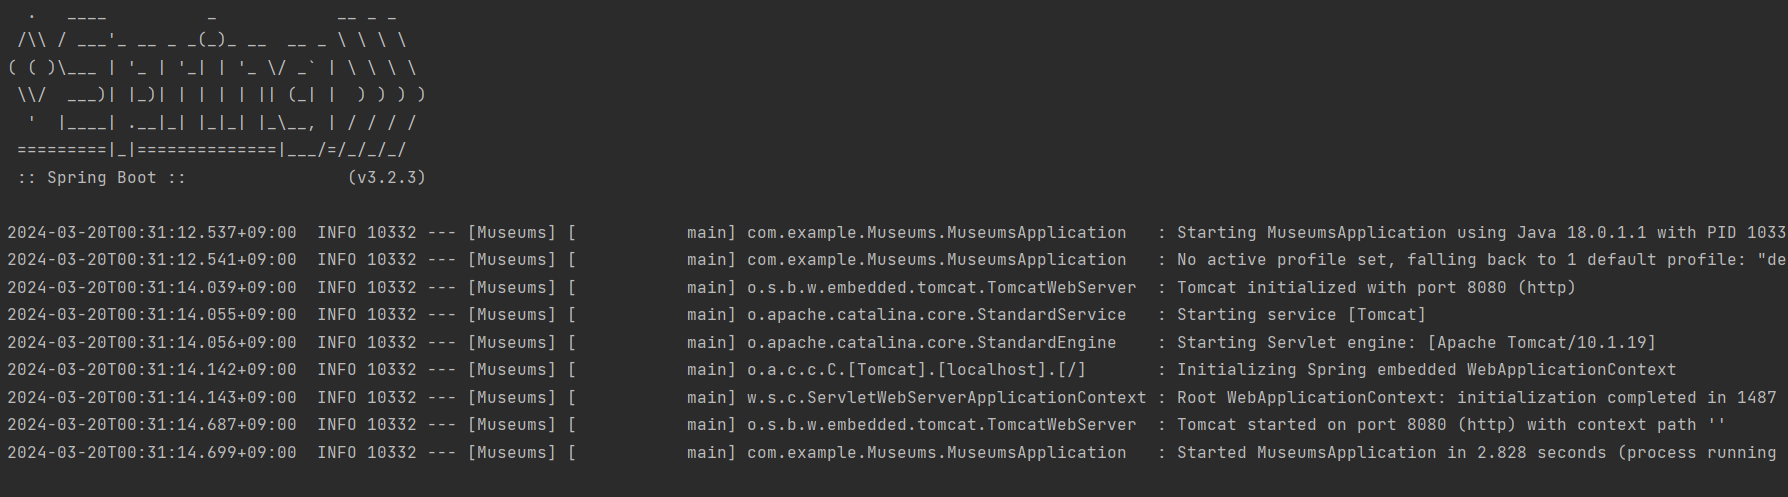 .   ____          _            __ _ _
 /\\ / ___'_ __ _ _(_)_ __  __ _ \ \ \ \
( ( )\___ | '_ | '_| | '_ \/ _` | \ \ \ \
 \\/  ___)| |_)| | | | | || (_| |  ) ) ) )
  '  |____| .__|_| |_|_| |_\__, | / / / /
 =========|_|==============|___/=/_/_/_/
 :: Spring Boot ::                (v3.2.3)
2024-03-20T00:31:12.537+09:00  INFO 10332 --- [Museums] [           main] com.example.Museums.MuseumsApplication   : Starting MuseumsApplication using Java 18.0.1.1 with PID 1033
2024-03-20T00:31:12.541+09:00  INFO 10332 --- [Museums] [           main] com.example.Museums.MuseumsApplication   : No active profile set, falling back to 1 default profile: "de
2024-03-20T00:31:14.039+09:00  INFO 10332 --- [Museums] [           main] o.s.b.w.embedded.tomcat.TomcatWebServer  : Tomcat initialized with port 8080 (http)
2024-03-20T00:31:14.055+09:00  INFO 10332 --- [Museums] [           main] o.apache.catalina.core.StandardService   : Starting service [Tomcat]
2024-03-20T00:31:14.056+09:00  INFO 10332 --- [Museums] [           main] o.apache.catalina.core.StandardEngine    : Starting Servlet engine: [Apache Tomcat/10.1.19]
2024-03-20T00:31:14.142+09:00  INFO 10332 --- [Museums] [           main] o.a.c.c.C.[Tomcat].[localhost].[/]       : Initializing Spring embedded WebApplicationContext
2024-03-20T00:31:14.143+09:00  INFO 10332 --- [Museums] [           main] w.s.c.ServletWebServerApplicationContext : Root WebApplicationContext: initialization completed in 1487
2024-03-20T00:31:14.687+09:00  INFO 10332 --- [Museums] [           main] o.s.b.w.embedded.tomcat.TomcatWebServer  : Tomcat started on port 8080 (http) with context path ''
2024-03-20T00:31:14.699+09:00  INFO 10332 --- [Museums] [           main] com.example.Museums.MuseumsApplication   : Started MuseumsApplication in 2.828 seconds (process running